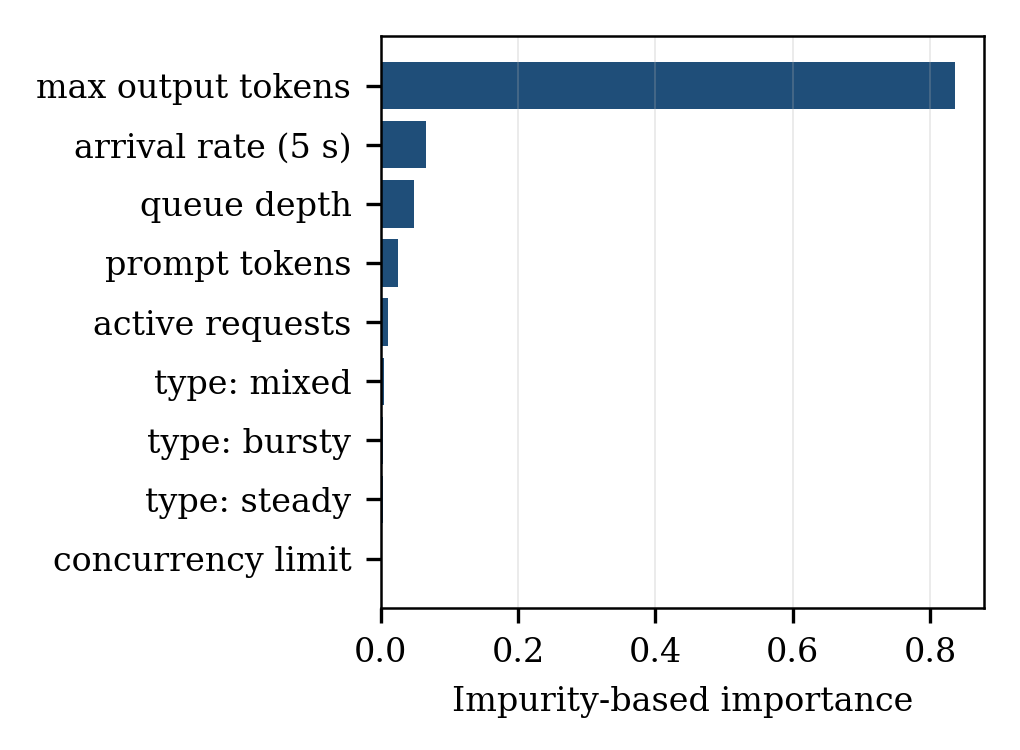 max output tokens
arrival rate (5 s)
queue depth
prompt tokens
active requests
type: mixed
type: bursty
type: steady
concurrency limit
0.0 0.2 0.4 0.6 0.8
Impurity-based importance